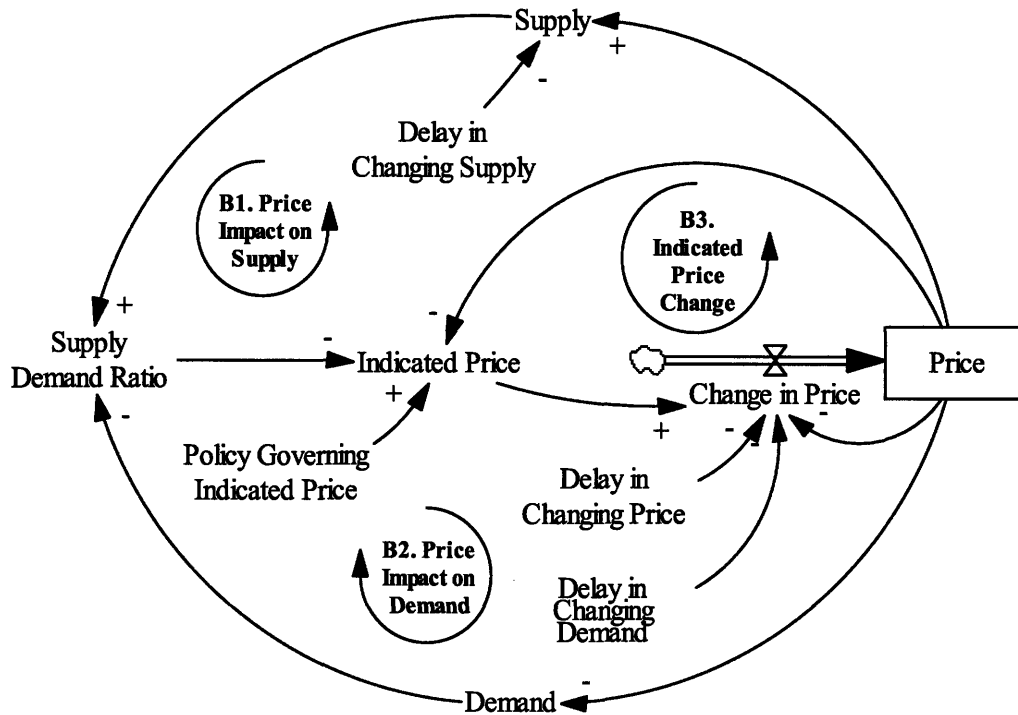 Supply
+
-
Delay in
Changing Supply
B1. Price
Impact on
Supply
B3.
Indicated
Price
Change
+
-
Supply
Demand Ratio
-
Indicated Price
Price
Change in Price
-
+
+
-
-
-
Policy Governing
Indicated Price
Delay in
Changing Price
B2. Price
Impact on
Demand
Delay in
Changing
Demand
-
Demand